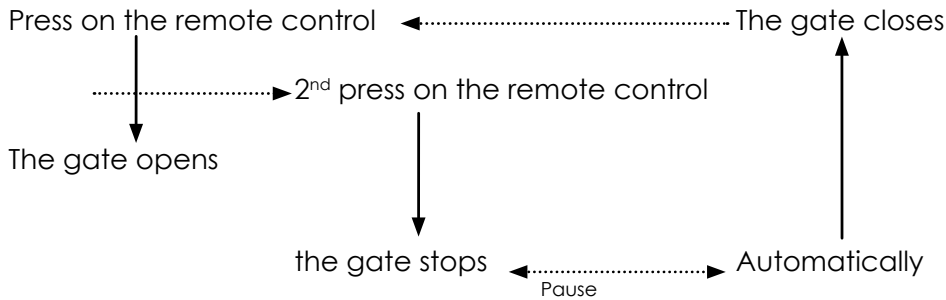 Press on the remote control
The gate closes
2nd press on the remote control
The gate opens
the gate stops
Automatically
Pause